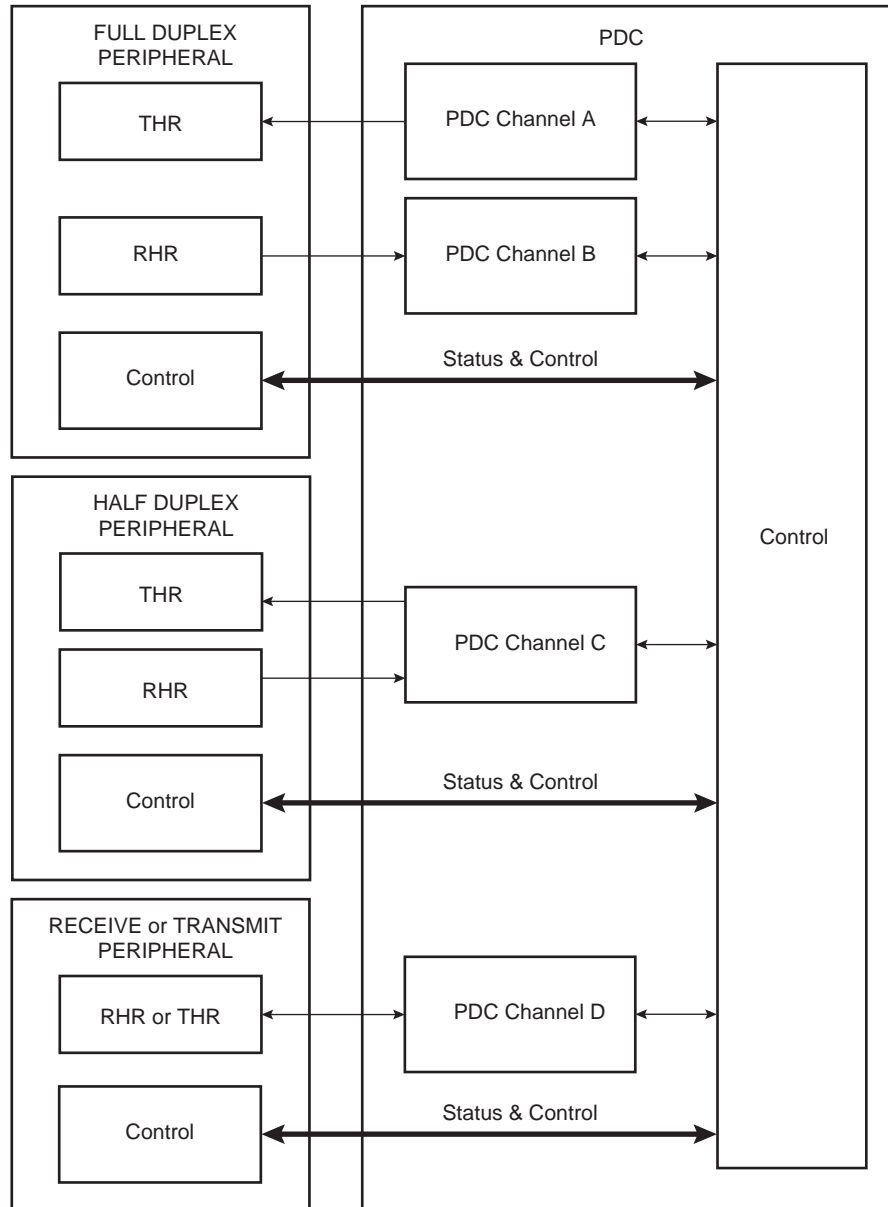 FULL DUPLEX
PERIPHERAL
THR
RHR
Control
PDC
PDC Channel A
PDC Channel B
Status & Control
HALF DUPLEX
PERIPHERAL
THR
RHR
Control
PDC Channel C
Status & Control
Control
RECEIVE or TRANSMIT
PERIPHERAL
RHR or THR
Control
PDC Channel D
Status & Control